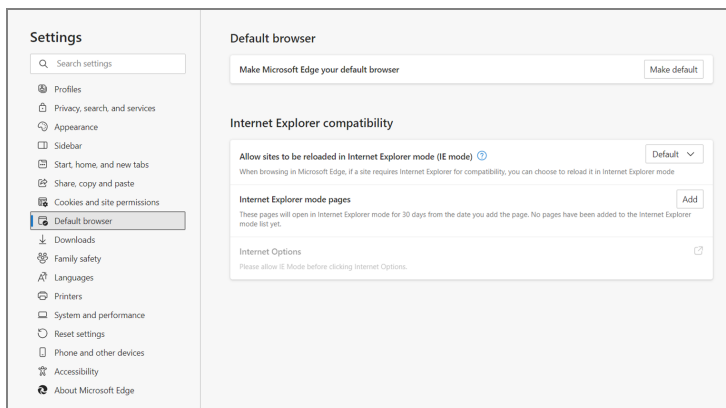 Settings
Search settings
Profiles
Privacy, search, and services
Appearance
Sidebar
Start, home, and new tabs
Share, copy and paste
Cookies and site permissions
Default browser
Downloads
Family safety
Languages
Printers
System and performance
Reset settings
Phone and other devices
Accessibility
About Microsoft Edge
Default browser
Make Microsoft Edge your default browser
Make default
Internet Explorer compatibility
Allow sites to be reloaded in Internet Explorer mode (IE mode)
Default
When browsing in Microsoft Edge, if a site requires Internet Explorer for compatibility, you can choose to reload it in Internet Explorer mode
Internet Explorer mode pages
Add
These pages will open in Internet Explorer mode for 30 days from the date you add the page. No pages have been added to the Internet Explorer
mode list yet.
Internet Options
Please allow IE Mode before clicking Internet Options.